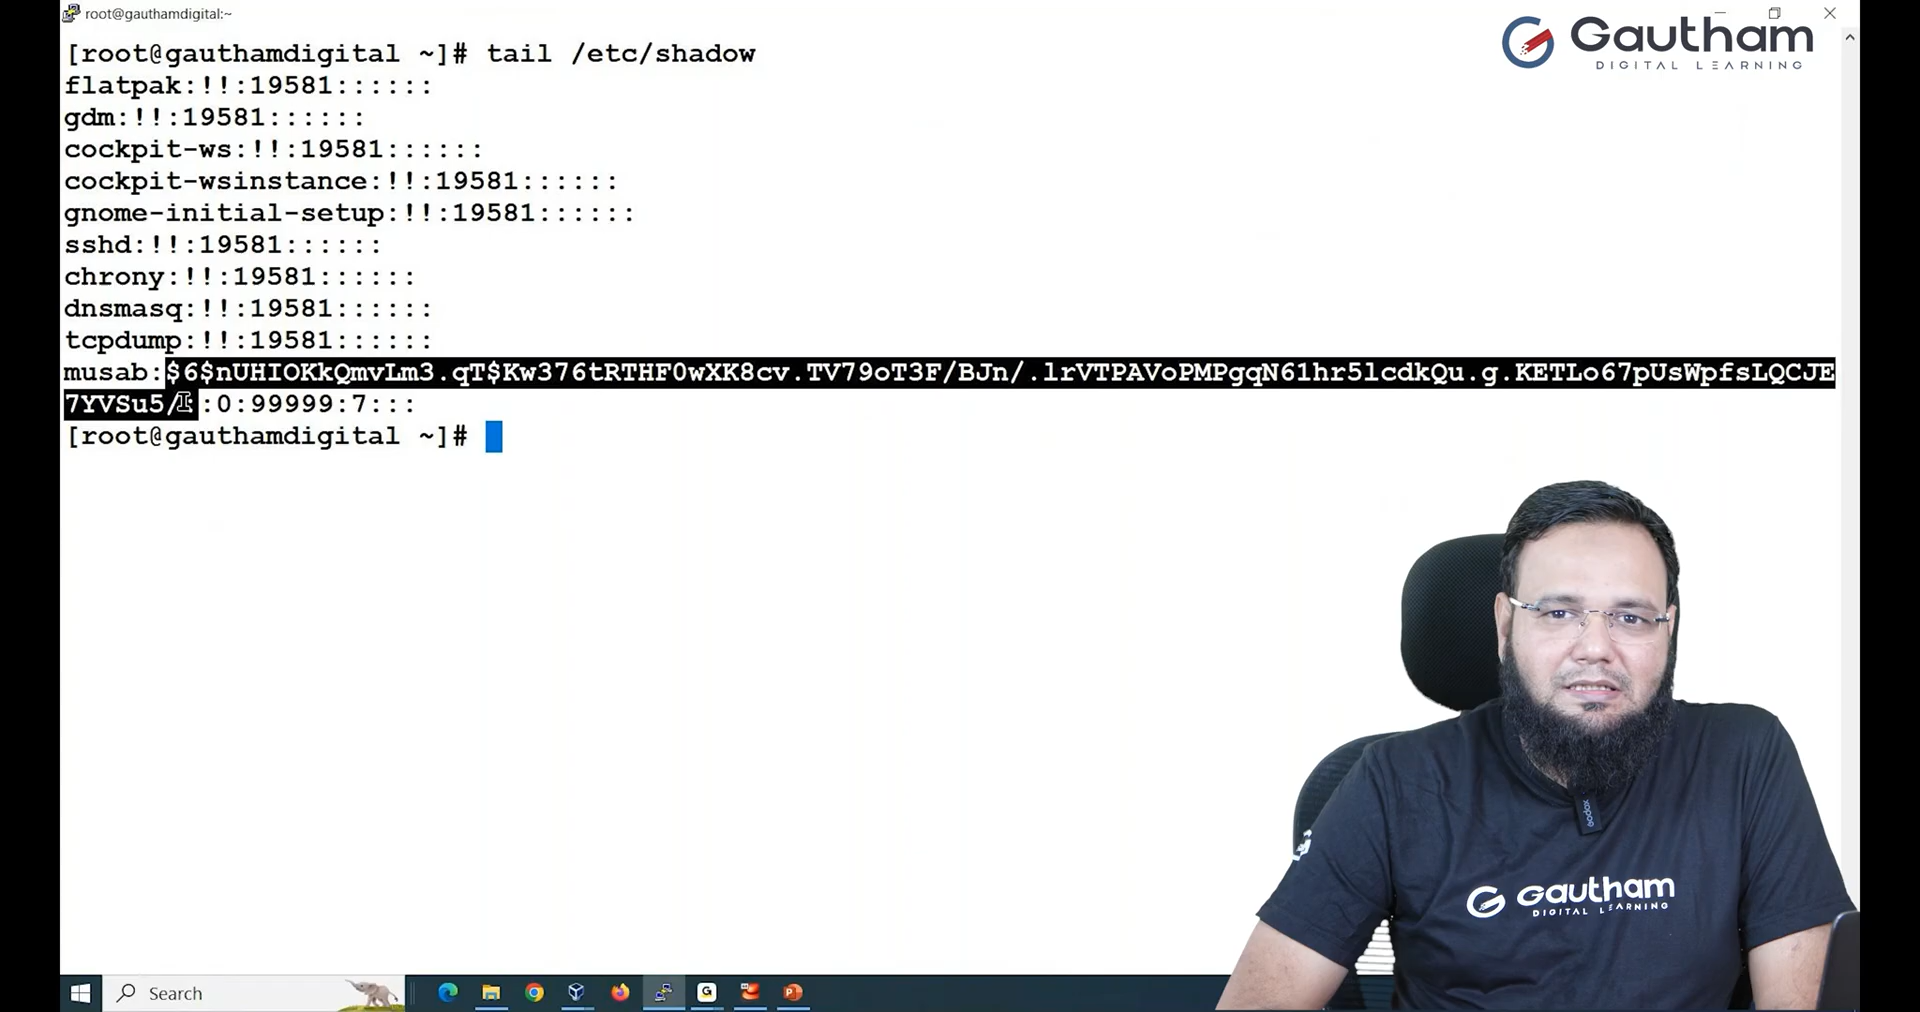 root@gauthamdigital:~
Gautham
DIGITAL LEARNING
[root@gauthamdigital ~]# tail /etc/shadow
flatpak:!!:19581::::::
gdm:!!:19581::::::
cockpit-ws:!!:19581::::::
cockpit-wsinstance:!!:19581::::::
gnome-initial-setup:!!:19581::::::
sshd:!!:19581::::::
chrony:!!:19581::::::
dnsmasq:!!:19581::::::
tcpdump:!!:19581::::::
musab:$6$nUHIOKkQmvLm3.qT$Kw376tRTHF0wXK8cv.TV79oT3F/BJn/.lrVTPAVoPMPgqN61hr5lcdkQu.g.KETLo67pUsWpfsLQCJE
7YVSu5/::0:99999:7:::
[root@gauthamdigital ~]#
Godox
Gautham
DIGITAL LEARNING
Search